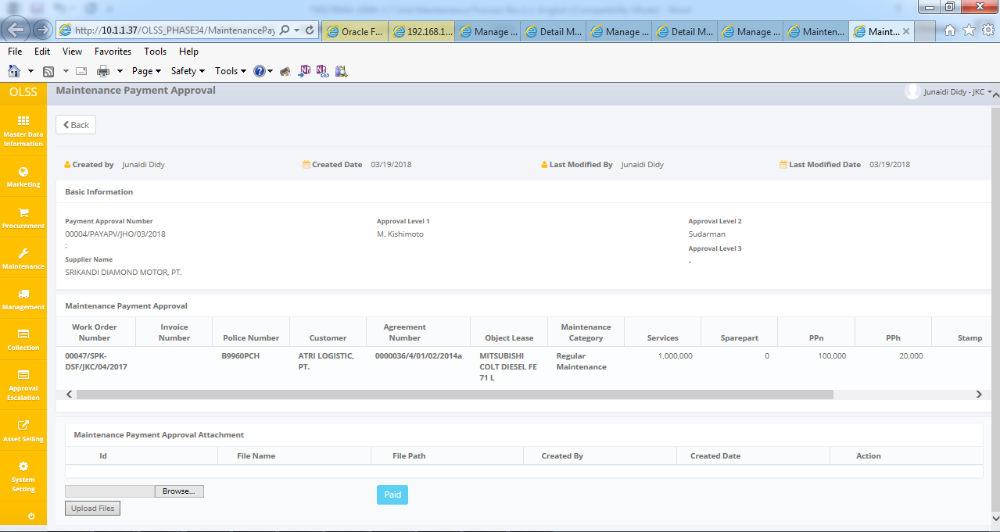 http://10.1.1.37/OLSS_PHASE34/MaintenancePay
Oracle F...
192.168.1...
Manage ...
Detail M...
Manage ...
Detail M...
Manage ...
Mainten...
Maint...
File Edit View Favorites Tools Help
Page Safety Tools
OLSS
Maintenance Payment Approval
Junaidi Didy - JKC
Back
Master Data
Information
Marketing
Procurement
Maintenance
Management
Collection
Approval
Escalation
Asset Selling
System
Setting
Created by Junaidi Didy Created Date 03/19/2018 Last Modified By Junaidi Didy Last Modified Date 03/19/2018
Basic Information
Payment Approval Number Approval Level 1 Approval Level 2
00004/PAYAPV/JHO/03/2018 M. Kishimoto Sudarman
;
Approval Level 3
Supplier Name
-
SRIKANDI DIAMOND MOTOR, PT.
Maintenance Payment Approval
Work Order Number Invoice Number Police Number Customer Agreement Number Object Lease Maintenance Category Services Sparepart PPn PPh Stamp
00047/SPK-DSF/JKC/04/2017 B9960PCH ATRI LOGISTIC, PT. 0000036/4/01/02/2014a MITSUBISHI COLT DIESEL FE 71 L Regular Maintenance 1,000,000 0 100,000 20,000
Maintenance Payment Approval Attachment
Id File Name File Path Created By Created Date Action
Browse...
Paid
Upload Files